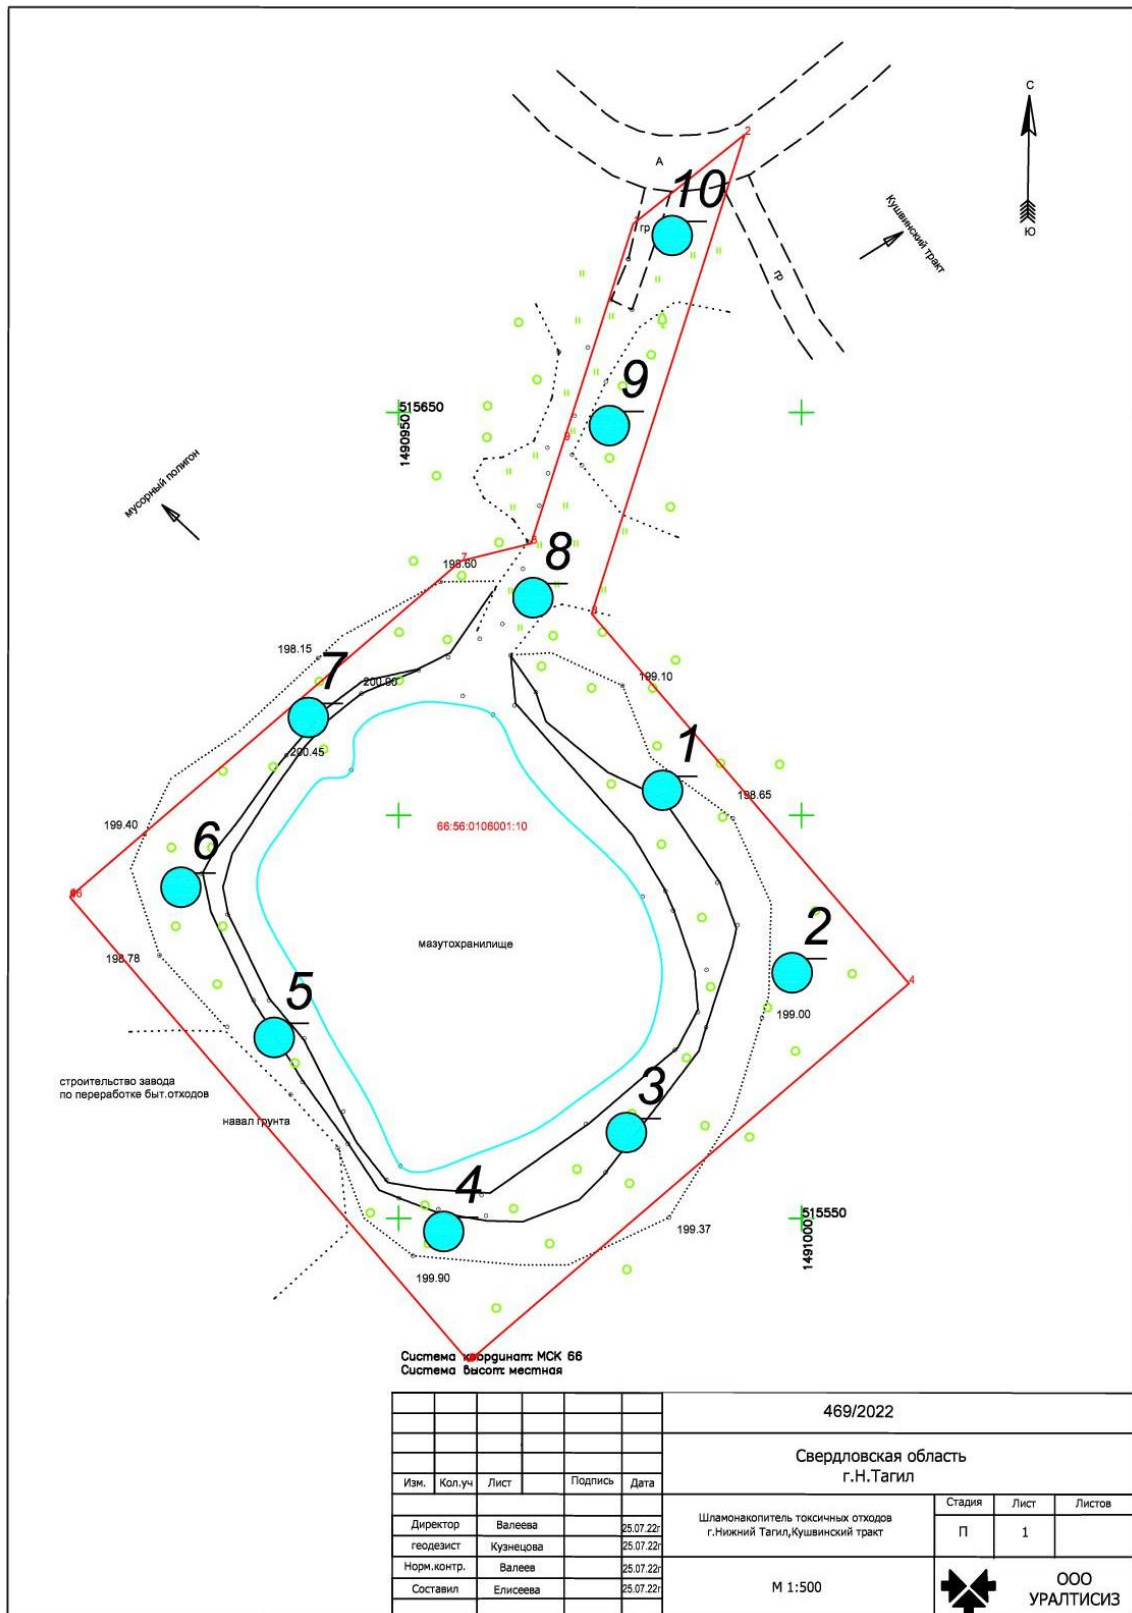 С
Ю
2
А
10
гр
гр
Кушвинский тракт
9
9
515650
1490950
мусорный полигон
8
8
7
198.60
198.15
199.10
7
200.00
200.45
1
198.65
199.40
66:56:0106001:10
6
2
мазутохранилище
198.78
4
5
199.00
строительство завода
по переработке быт.отходов
навал грунта
3
4
515550
1491000
199.37
199.90
Система координат: МСК 66
Система высот: местная
469/2022
Свердловская область
г.Н.Тагил
Изм. Кол.уч Лист Подпись Дата
Шламонакопитель токсичных отходов
г.Нижний Тагил,Кушвинский тракт
Стадия Лист Листов
П 1
Директор Валеева 25.07.22г
геодезист Кузнецова 25.07.22г
Норм.контр. Валеев 25.07.22г
Составил Елисеева 25.07.22г
М 1:500
ООО
УРАЛТИСИЗ